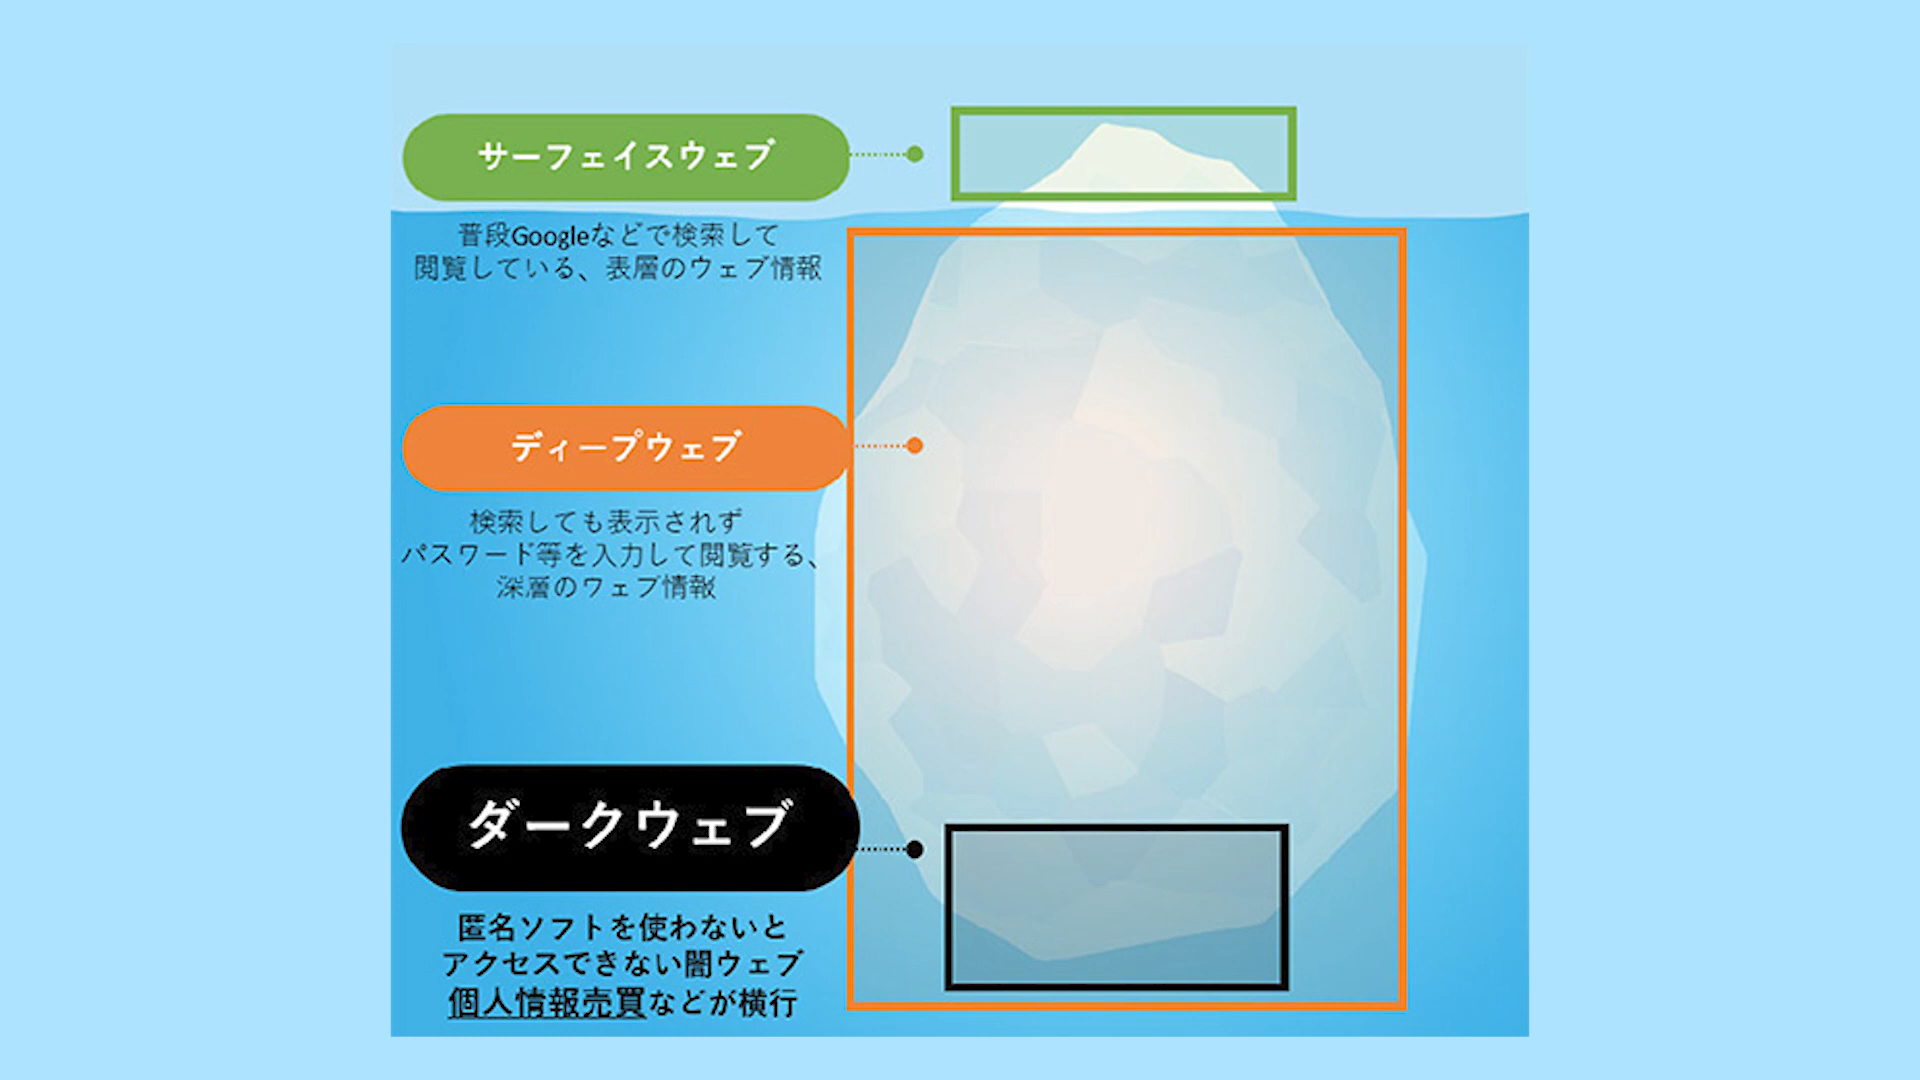 サーフェイスウェブ
普段Googleなどで検索して
閲覧している、表層のウェブ情報
ディープウェブ
検索しても表示されず
パスワード等を入力して閲覧する、
深層のウェブ情報
ダークウェブ
匿名ソフトを使わないと
アクセスできない闇ウェブ
個人情報売買などが横行